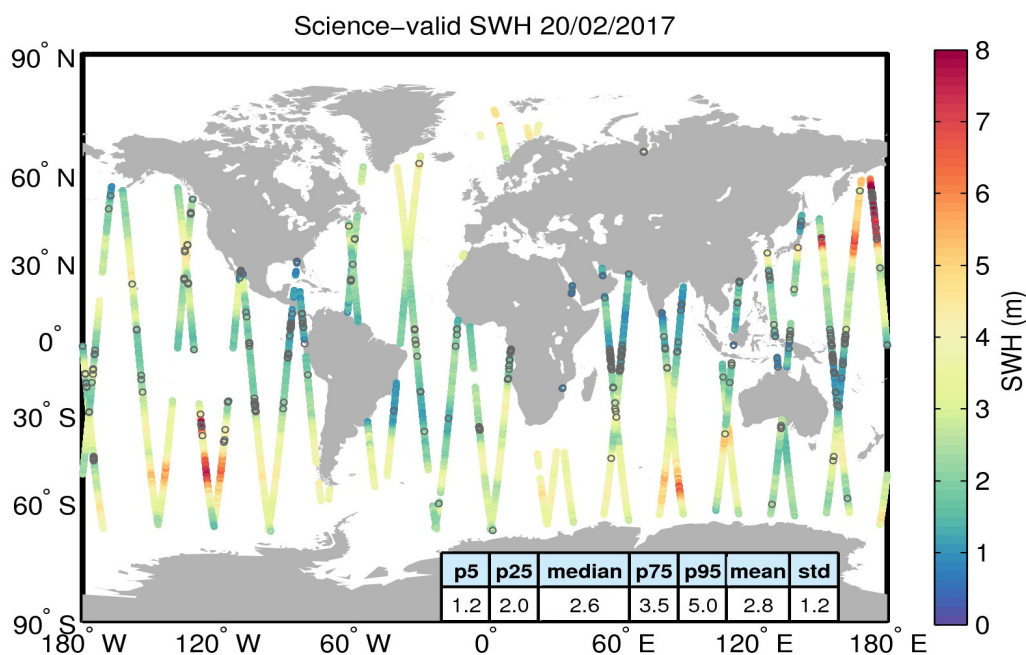 Science−valid SWH 20/02/2017
90° N
60° N
30° N
0°
30° S
60° S
90° S
180° W
120° W
60° W
0°
60° E
120° E
180° E
p5 p25 median p75 p95 mean std
1.2 2.0 2.6 3.5 5.0 2.8 1.2
8
7
6
5
4
3
2
1
0
SWH (m)